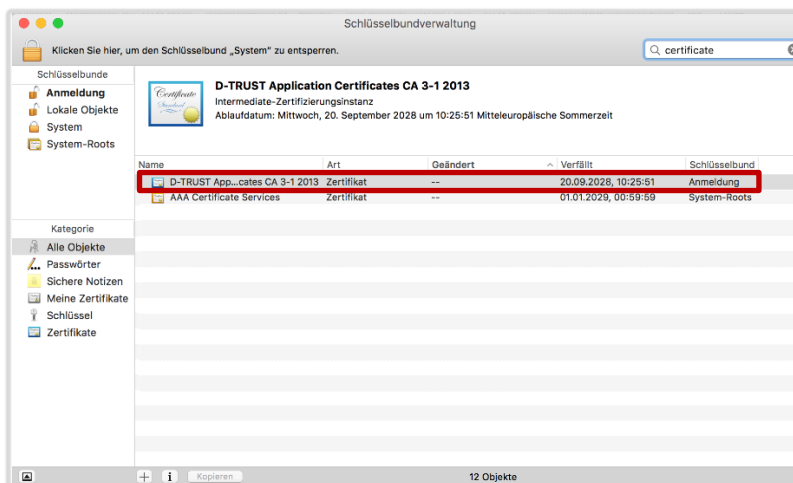 Schlüsselbundverwaltung
Klicken Sie hier, um den Schlüsselbund „System" zu entsperren.
certificate
Schlüsselbunde
Anmeldung
Lokale Objekte
System
System-Roots
Certificate
Standard
D-TRUST Application Certificates CA 3-1 2013
Intermediate-Zertifizierungsinstanz
Ablaufdatum: Mittwoch, 20. September 2028 um 10:25:51 Mitteleuropäische Sommerzeit
Name Art Geändert Verfällt Schlüsselbund
D-TRUST App...cates CA 3-1 2013 Zertifikat -- 20.09.2028, 10:25:51 Anmeldung
AAA Certificate Services Zertifikat -- 01.01.2029, 00:59:59 System-Roots
Kategorie
Alle Objekte
Passwörter
Sichere Notizen
Meine Zertifikate
Schlüssel
Zertifikate
Kopieren
12 Objekte